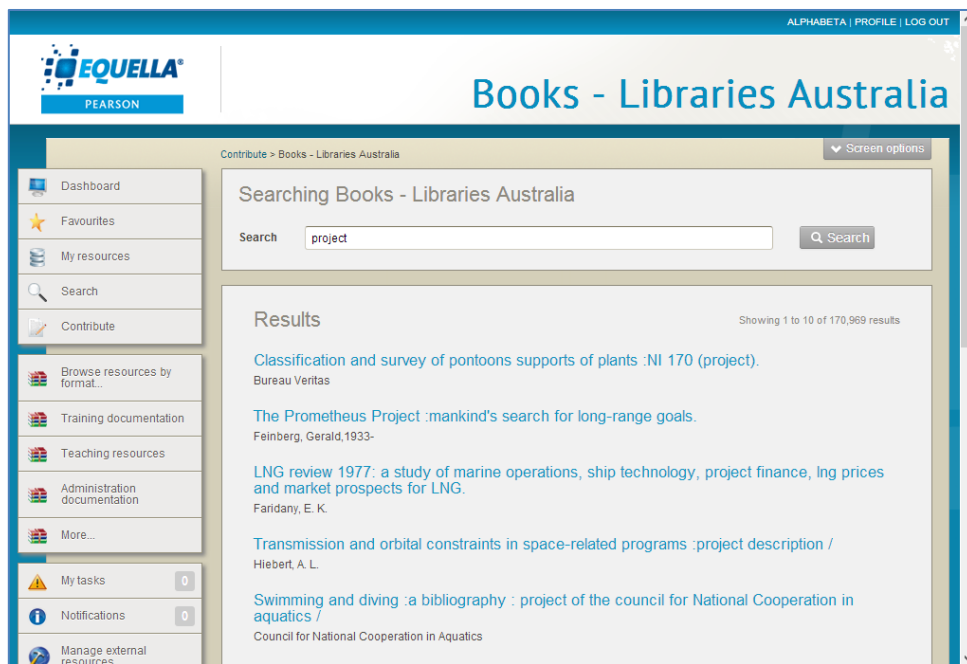 ALPHABETA | PROFILE | LOG OUT
EQUELLA®
PEARSON
Books - Libraries Australia
Contribute > Books - Libraries Australia
Screen options
Dashboard
Favourites
My resources
Search
Contribute
Browse resources by
format...
Training documentation
Teaching resources
Administration
documentation
More...
My tasks 0
Notifications 0
Manage external
resources
Searching Books - Libraries Australia
Search project Search
Results
Showing 1 to 10 of 170,969 results
Classification and survey of pontoons supports of plants :NI 170 (project).
Bureau Veritas
The Prometheus Project :mankind's search for long-range goals.
Feinberg, Gerald,1933-
LNG review 1977: a study of marine operations, ship technology, project finance, lng prices
and market prospects for LNG.
Faridany, E. K.
Transmission and orbital constraints in space-related programs :project description /
Hiebert, A. L.
Swimming and diving :a bibliography : project of the council for National Cooperation in
aquatics /
Council for National Cooperation in Aquatics